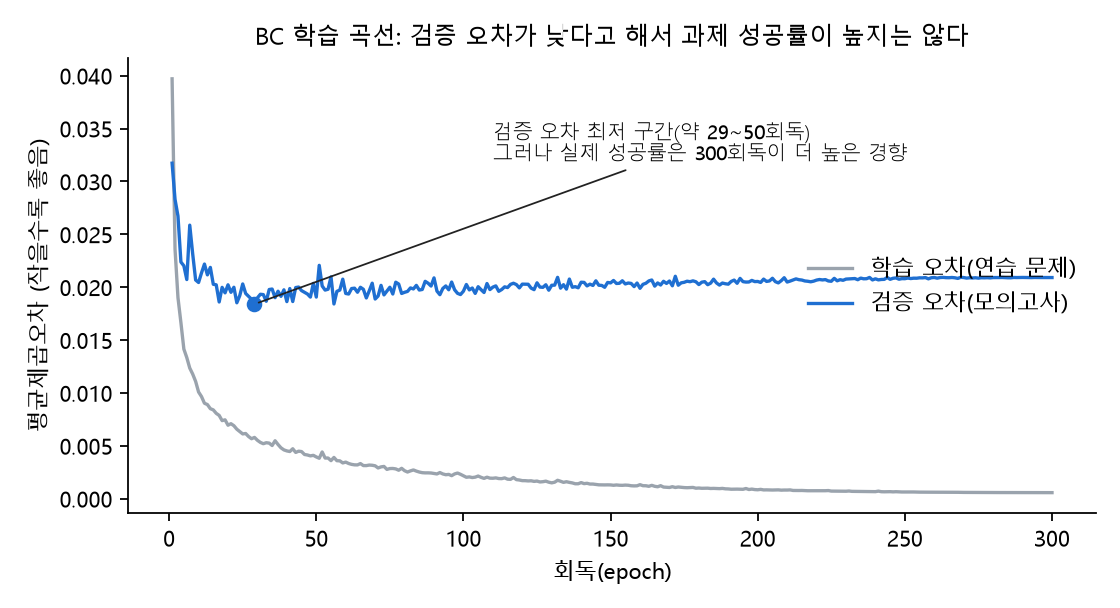 BC 학습 곡선: 검증 오차가 낮다고 해서 과제 성공률이 높지는 않다
평균제곱오차 (작을수록 좋음)
0.040
0.035
0.030
0.025
0.020
0.015
0.010
0.005
0.000
검증 오차 최저 구간(약 29~50회독)
그러나 실제 성공률은 300회독이 더 높은 경향
학습 오차(연습 문제)
검증 오차(모의고사)
0 50 100 150 200 250 300
회독(epoch)